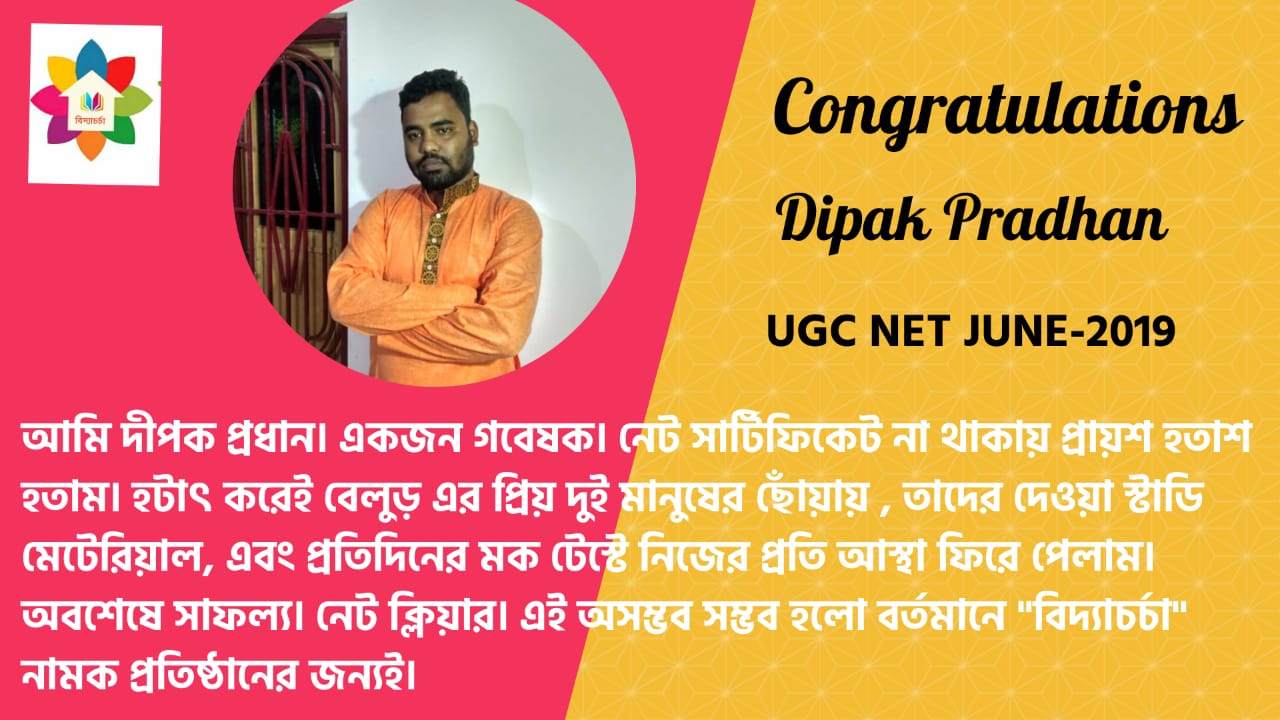 বিদ্যাচর্চা
Congratulations
Dipak Pradhan
UGC NET JUNE-2019
আমি দীপক প্রধান। একজন গবেষক। নেট সার্টিফিকেট না থাকায় প্রায়শ হতাশ
হতাম। হটাৎ করেই বেলুড় এর প্রিয় দুই মানুষের ছোঁয়ায় , তাদের দেওয়া স্টাডি
মেটেরিয়াল, এবং প্রতিদিনের মক টেস্টে নিজের প্রতি আস্থা ফিরে পেলাম।
অবশেষে সাফল্য। নেট ক্লিয়ার। এই অসম্ভব সম্ভব হলো বর্তমানে "বিদ্যাচর্চা"
নামক প্রতিষ্ঠানের জন্যই।